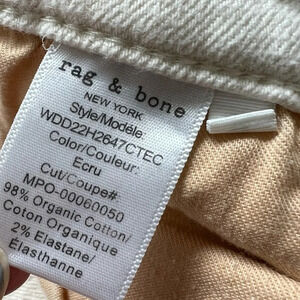 rag & bone
NEW YORK
Style/Modèle:
WDD22H2647CTEC
Color/Couleur:
Ecru
Cut/Coupe#:
MPO-00060050
98% Organic Cotton/
Coton Organique
2% Elastane/
Elasthanne